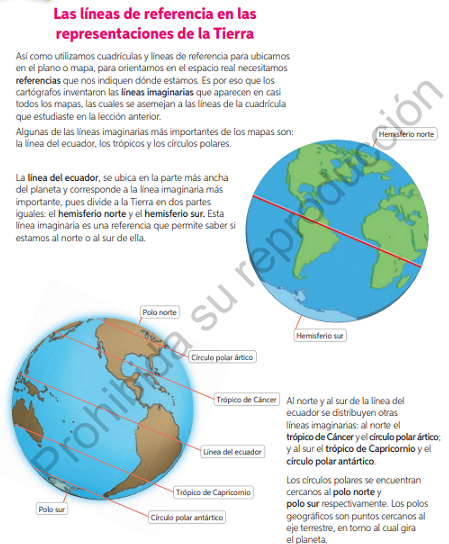 Las líneas de referencia en las
representaciones de la Tierra
Así como utilizamos cuadrículas y líneas de referencia para ubicarnos
en el plano o mapa, para orientarnos en el espacio real necesitamos
referencias que nos indiquen dónde estamos. Es por eso que los
cartógrafos inventaron las líneas imaginarias que aparecen en casi
todos los mapas, las cuales se asemejan a las líneas de la cuadrícula
que estudiaste en la lección anterior.
Algunas de las líneas imaginarias más importantes de los mapas son:
la línea del ecuador, los trópicos y los círculos polares.
Hemisferio norte
La línea del ecuador, se ubica en la parte más ancha
del planeta y corresponde a la línea imaginaria más
importante, pues divide a la Tierra en dos partes
iguales: el hemisferio norte y el hemisferio sur. Esta
línea imaginaria es una referencia que permite saber si
estamos al norte o al sur de ella.
Hemisferio sur
Polo norte
Círculo polar ártico
Trópico de Cáncer
Línea del ecuador
Trópico de Capricornio
Círculo polar antártico
Polo sur
Al norte y al sur de la línea del
ecuador se distribuyen otras
líneas imaginarias: al norte el
trópico de Cáncer y el círculo polar ártico;
y al sur el trópico de Capricornio y el
círculo polar antártico.
Los círculos polares se encuentran
cercanos al polo norte y
polo sur respectivamente. Los polos
geográficos son puntos cercanos al
eje terrestre, en torno al cual gira
el planeta.
Prohibida su reproducción